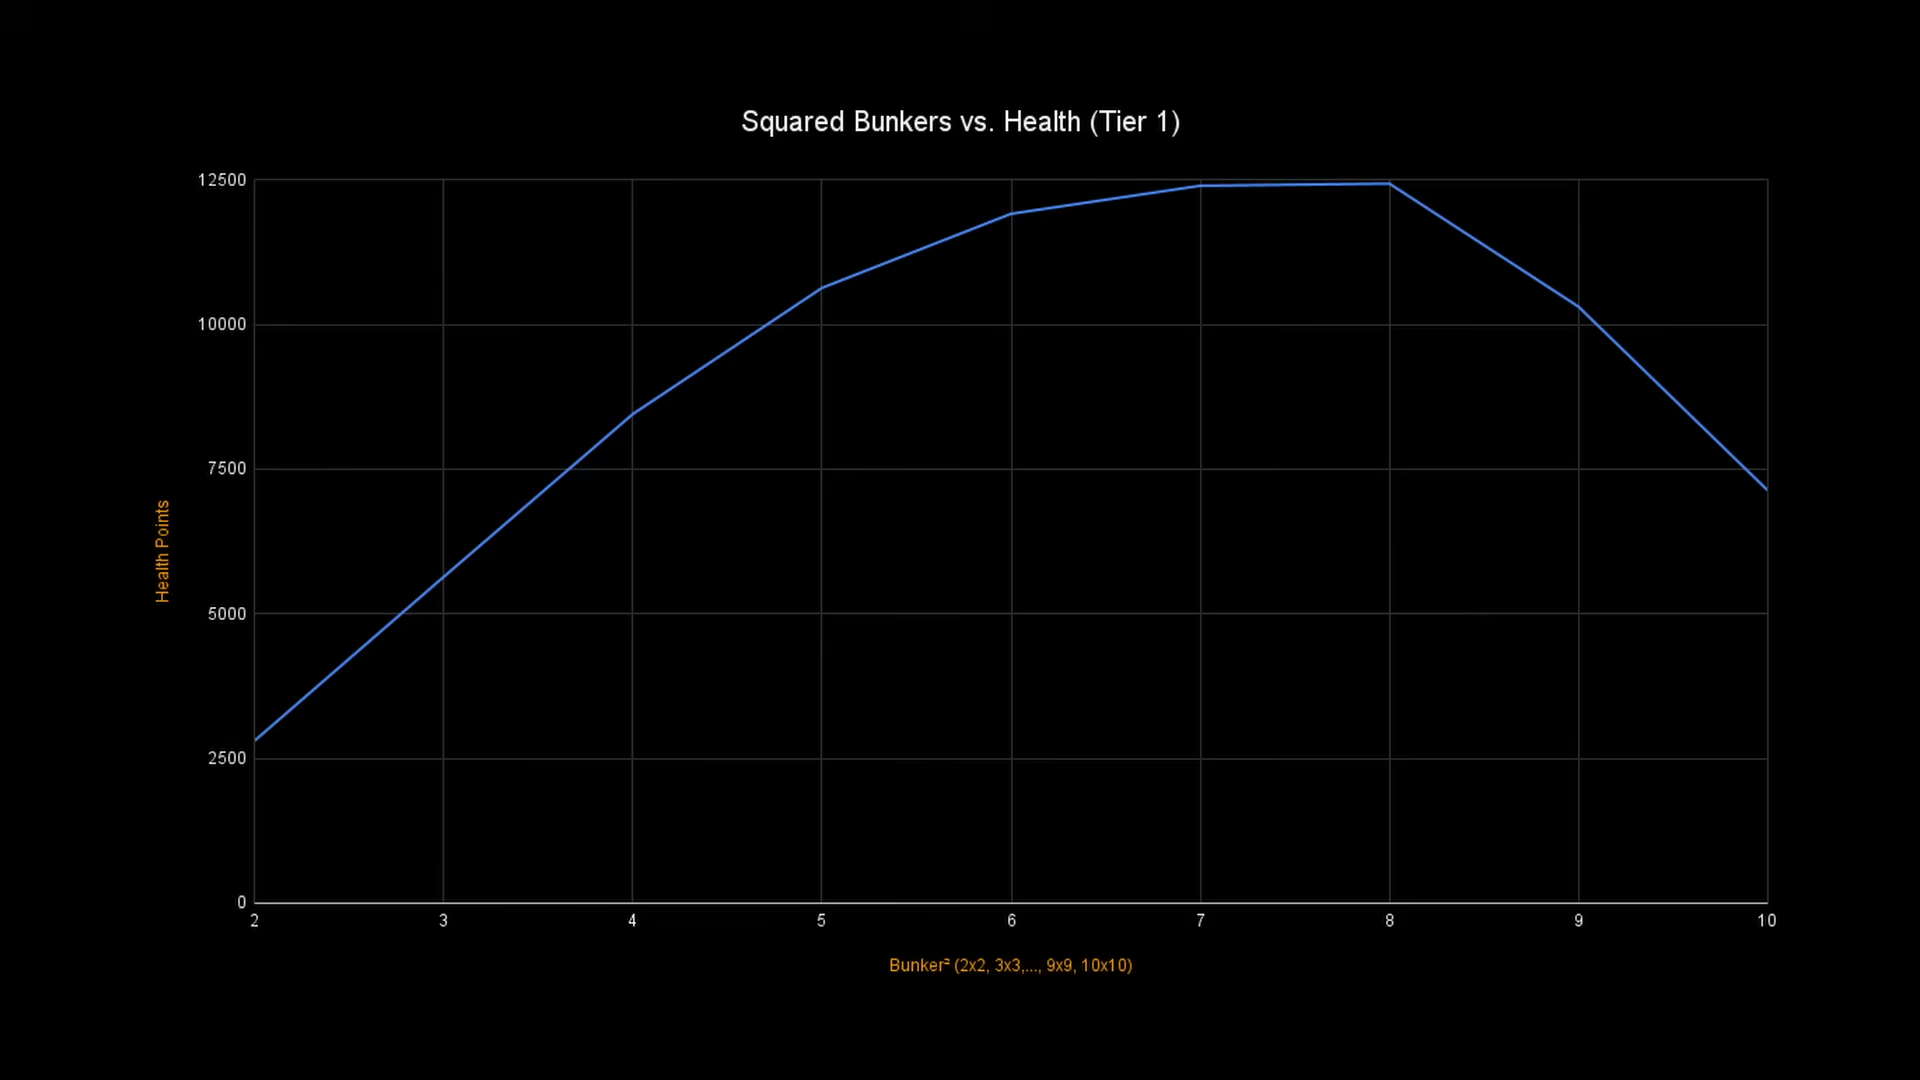 Squared Bunkers vs. Health (Tier 1)
12500
10000
7500
5000
2500
0
Health Points
2 3 4 5 6 7 8 9 10
Bunker² (2x2, 3x3,..., 9x9, 10x10)